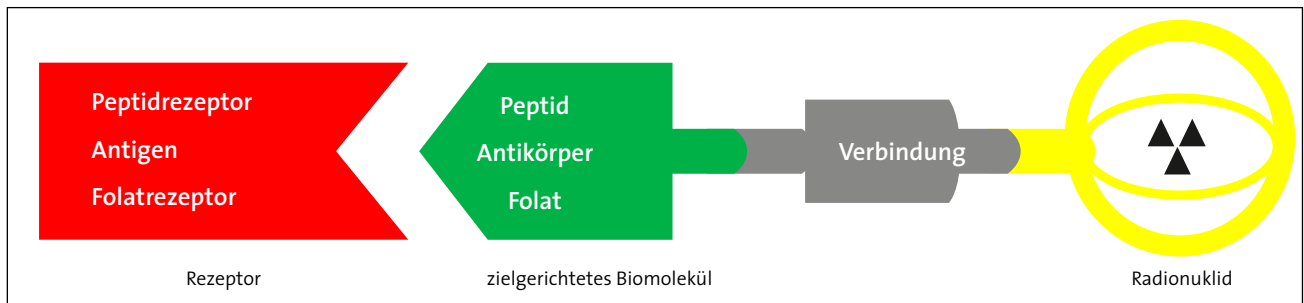 Peptidrezeptor
Antigen
Folatrezeptor
Peptid
Antikörper
Folat
Verbindung
Rezeptor
zielgerichtetes Biomolekül
Radionuklid